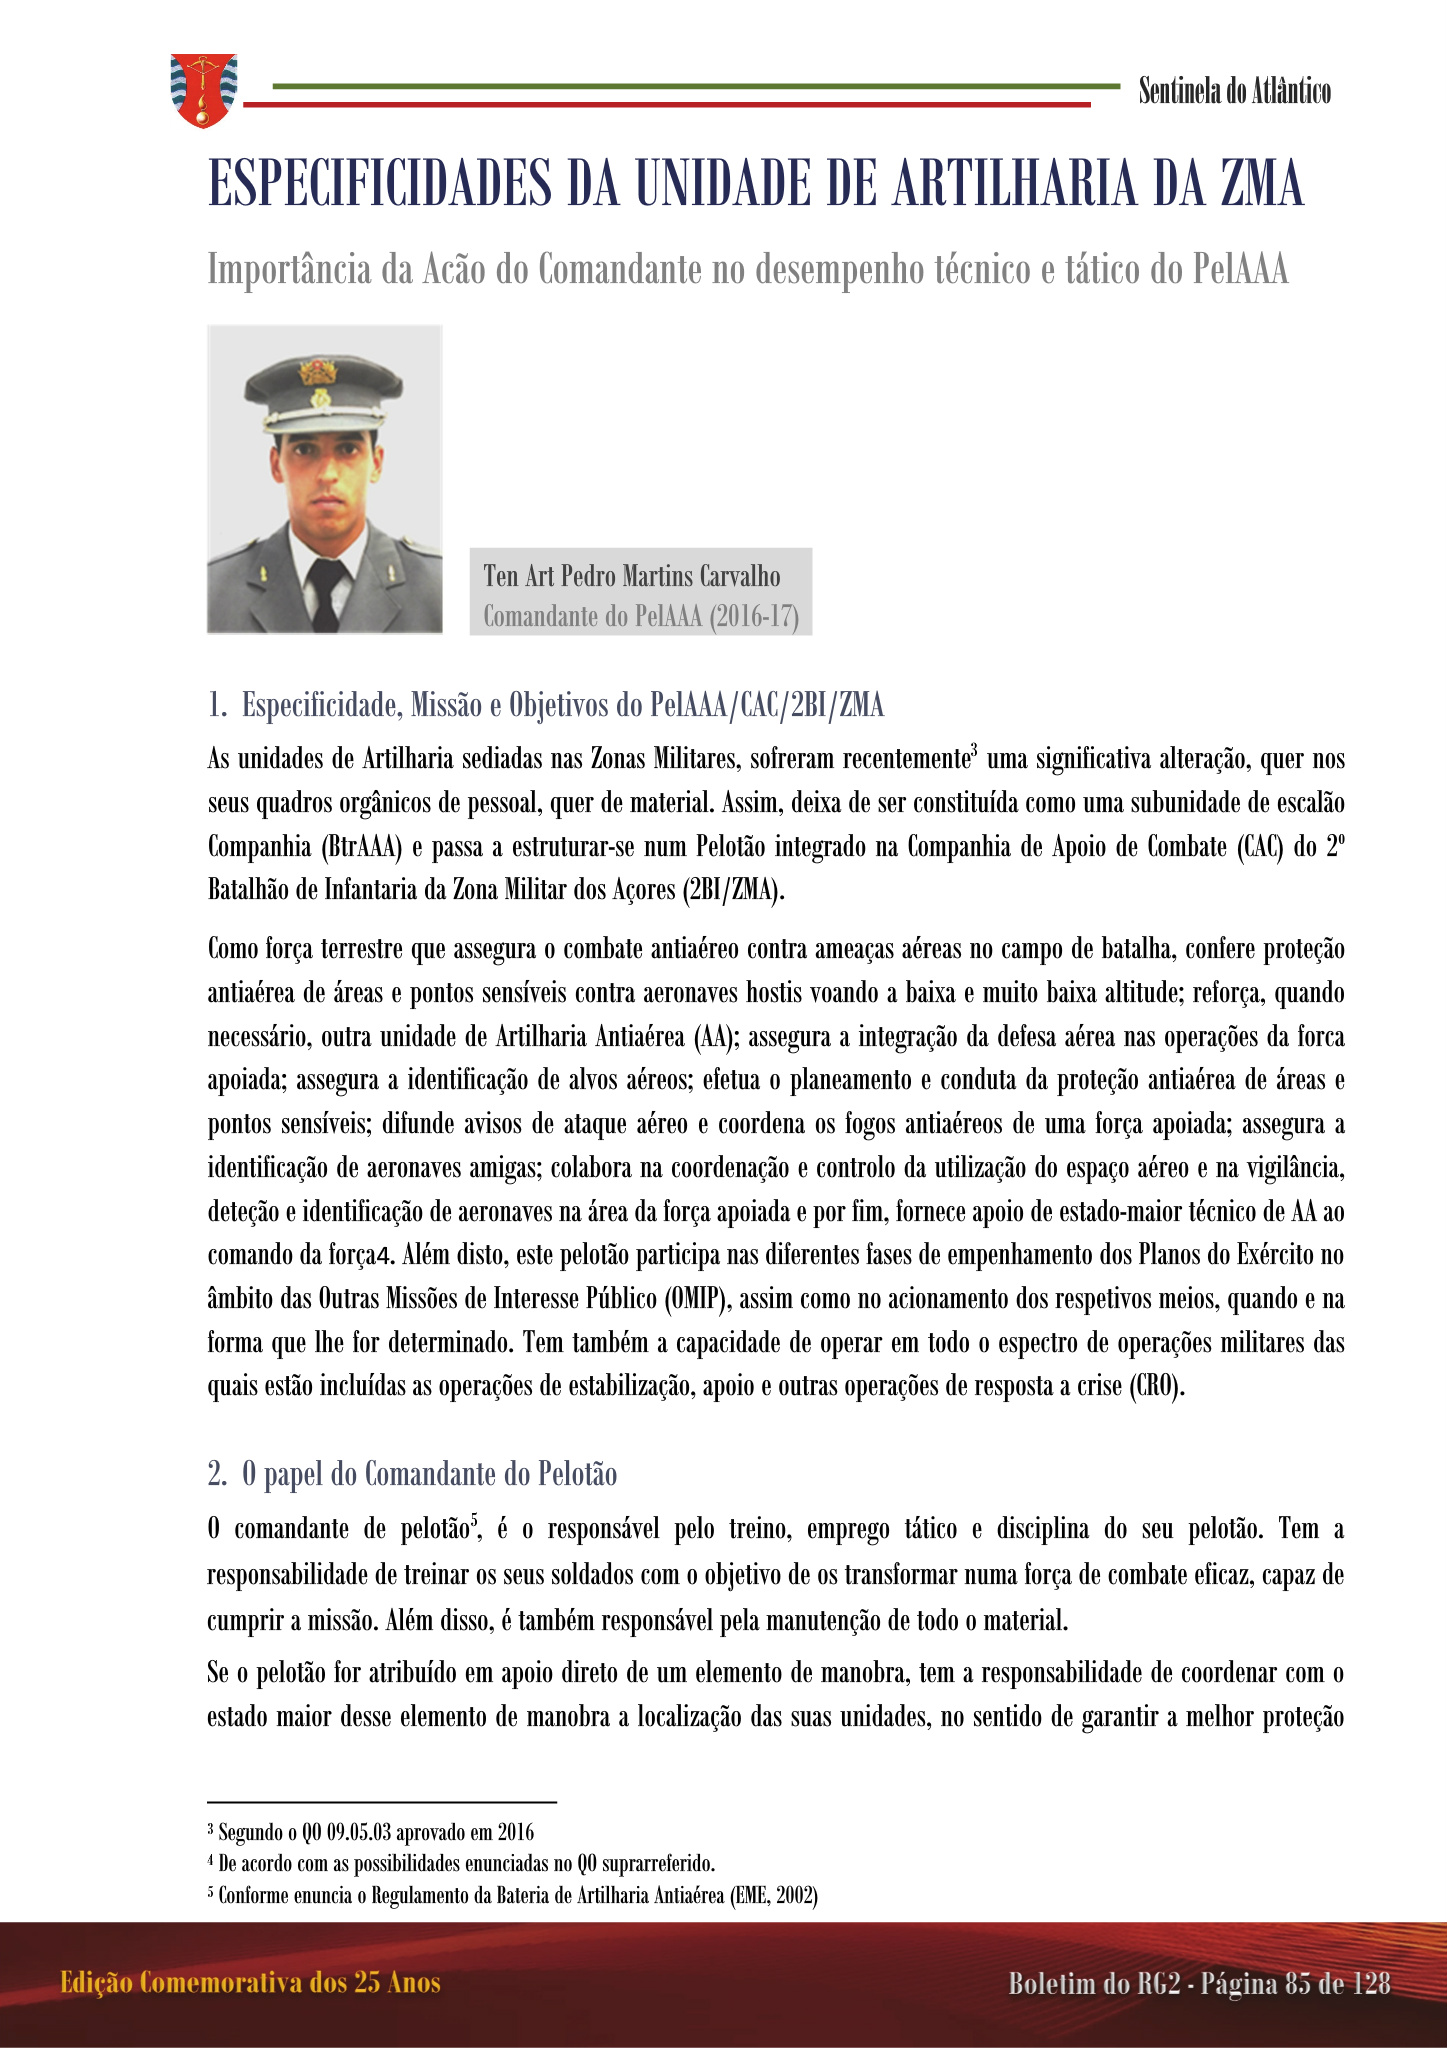 Sentinela do Atlântico
ESPECIFICIDADES DA UNIDADE DE ARTILHARIA DA ZMA
Importância da Acão do Comandante no desempenho técnico e tático do PelAAA
Ten Art Pedro Martins Carvalho
Comandante do PelAAA (2016-17)
1. Especificidade, Missão e Objetivos do PelAAA/CAC/2BI/ZMA
As unidades de Artilharia sediadas nas Zonas Militares, sofreram recentemente³ uma significativa alteração, quer nos
seus quadros orgânicos de pessoal, quer de material. Assim, deixa de ser constituída como uma subunidade de escalão
Companhia (BtrAAA) e passa a estruturar-se num Pelotão integrado na Companhia de Apoio de Combate (CAC) do 2º
Batalhão de Infantaria da Zona Militar dos Açores (2BI/ZMA).
Como força terrestre que assegura o combate antiaéreo contra ameaças aéreas no campo de batalha, confere proteção
antiaérea de áreas e pontos sensíveis contra aeronaves hostis voando a baixa e muito baixa altitude; reforça, quando
necessário, outra unidade de Artilharia Antiaérea (AA); assegura a integração da defesa aérea nas operações da forca
apoiada; assegura a identificação de alvos aéreos; efetua o planeamento e conduta da proteção antiaérea de áreas e
pontos sensíveis; difunde avisos de ataque aéreo e coordena os fogos antiaéreos de uma força apoiada; assegura a
identificação de aeronaves amigas; colabora na coordenação e controlo da utilização do espaço aéreo e na vigilância,
deteção e identificação de aeronaves na área da força apoiada e por fim, fornece apoio de estado-maior técnico de AA ao
comando da força4. Além disto, este pelotão participa nas diferentes fases de empenhamento dos Planos do Exército no
âmbito das Outras Missões de Interesse Público (OMIP), assim como no acionamento dos respetivos meios, quando e na
forma que lhe for determinado. Tem também a capacidade de operar em todo o espectro de operações militares das
quais estão incluídas as operações de estabilização, apoio e outras operações de resposta a crise (CRO).
2. O papel do Comandante do Pelotão
O comandante de pelotão⁵, é o responsável pelo treino, emprego tático e disciplina do seu pelotão. Tem a
responsabilidade de treinar os seus soldados com o objetivo de os transformar numa força de combate eficaz, capaz de
cumprir a missão. Além disso, é também responsável pela manutenção de todo o material.
Se o pelotão for atribuído em apoio direto de um elemento de manobra, tem a responsabilidade de coordenar com o
estado maior desse elemento de manobra a localização das suas unidades, no sentido de garantir a melhor proteção
³ Segundo o QO 09.05.03 aprovado em 2016
⁴ De acordo com as possibilidades enunciadas no QO suprarreferido.
⁵ Conforme enuncia o Regulamento da Bateria de Artilharia Antiaérea (EME, 2002)
Edição Comemorativa dos 25 Anos
Boletim do RG2 - Página 85 de 128